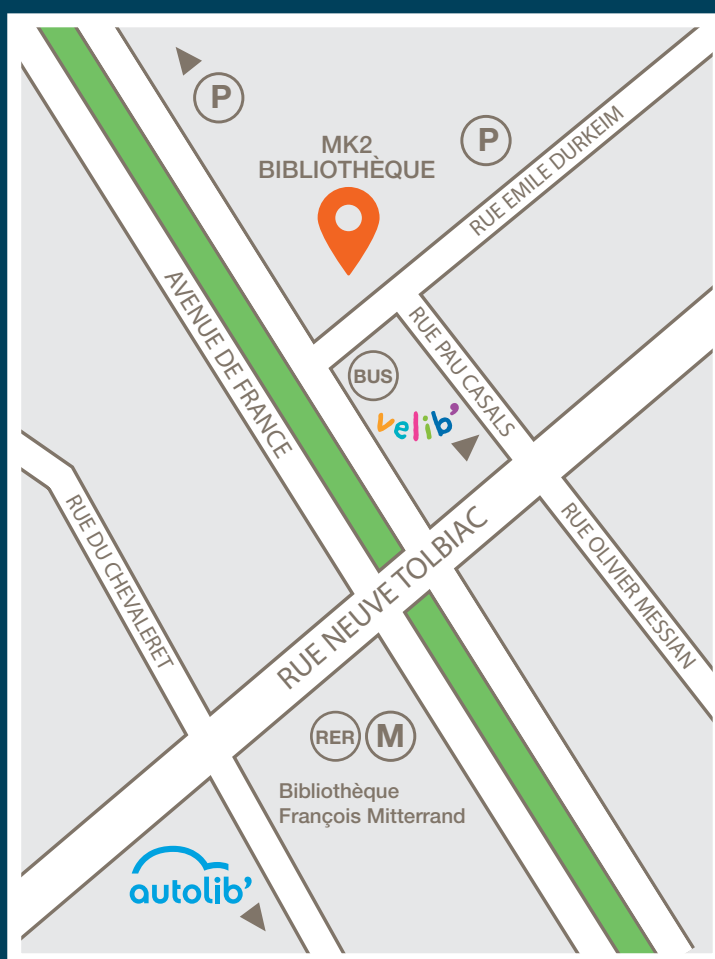 P
P
MK2
BIBLIOTHÈQUE
RUE EMILE DURKEIM
AVENUE DE FRANCE
RUE PAU CASALS
BUS
velib'
RUE DU CHEVALERET
RUE NEUVE TOLBIAC
RUE OLIVIER MESSIAN
RER M
Bibliothèque
François Mitterrand
autolib'